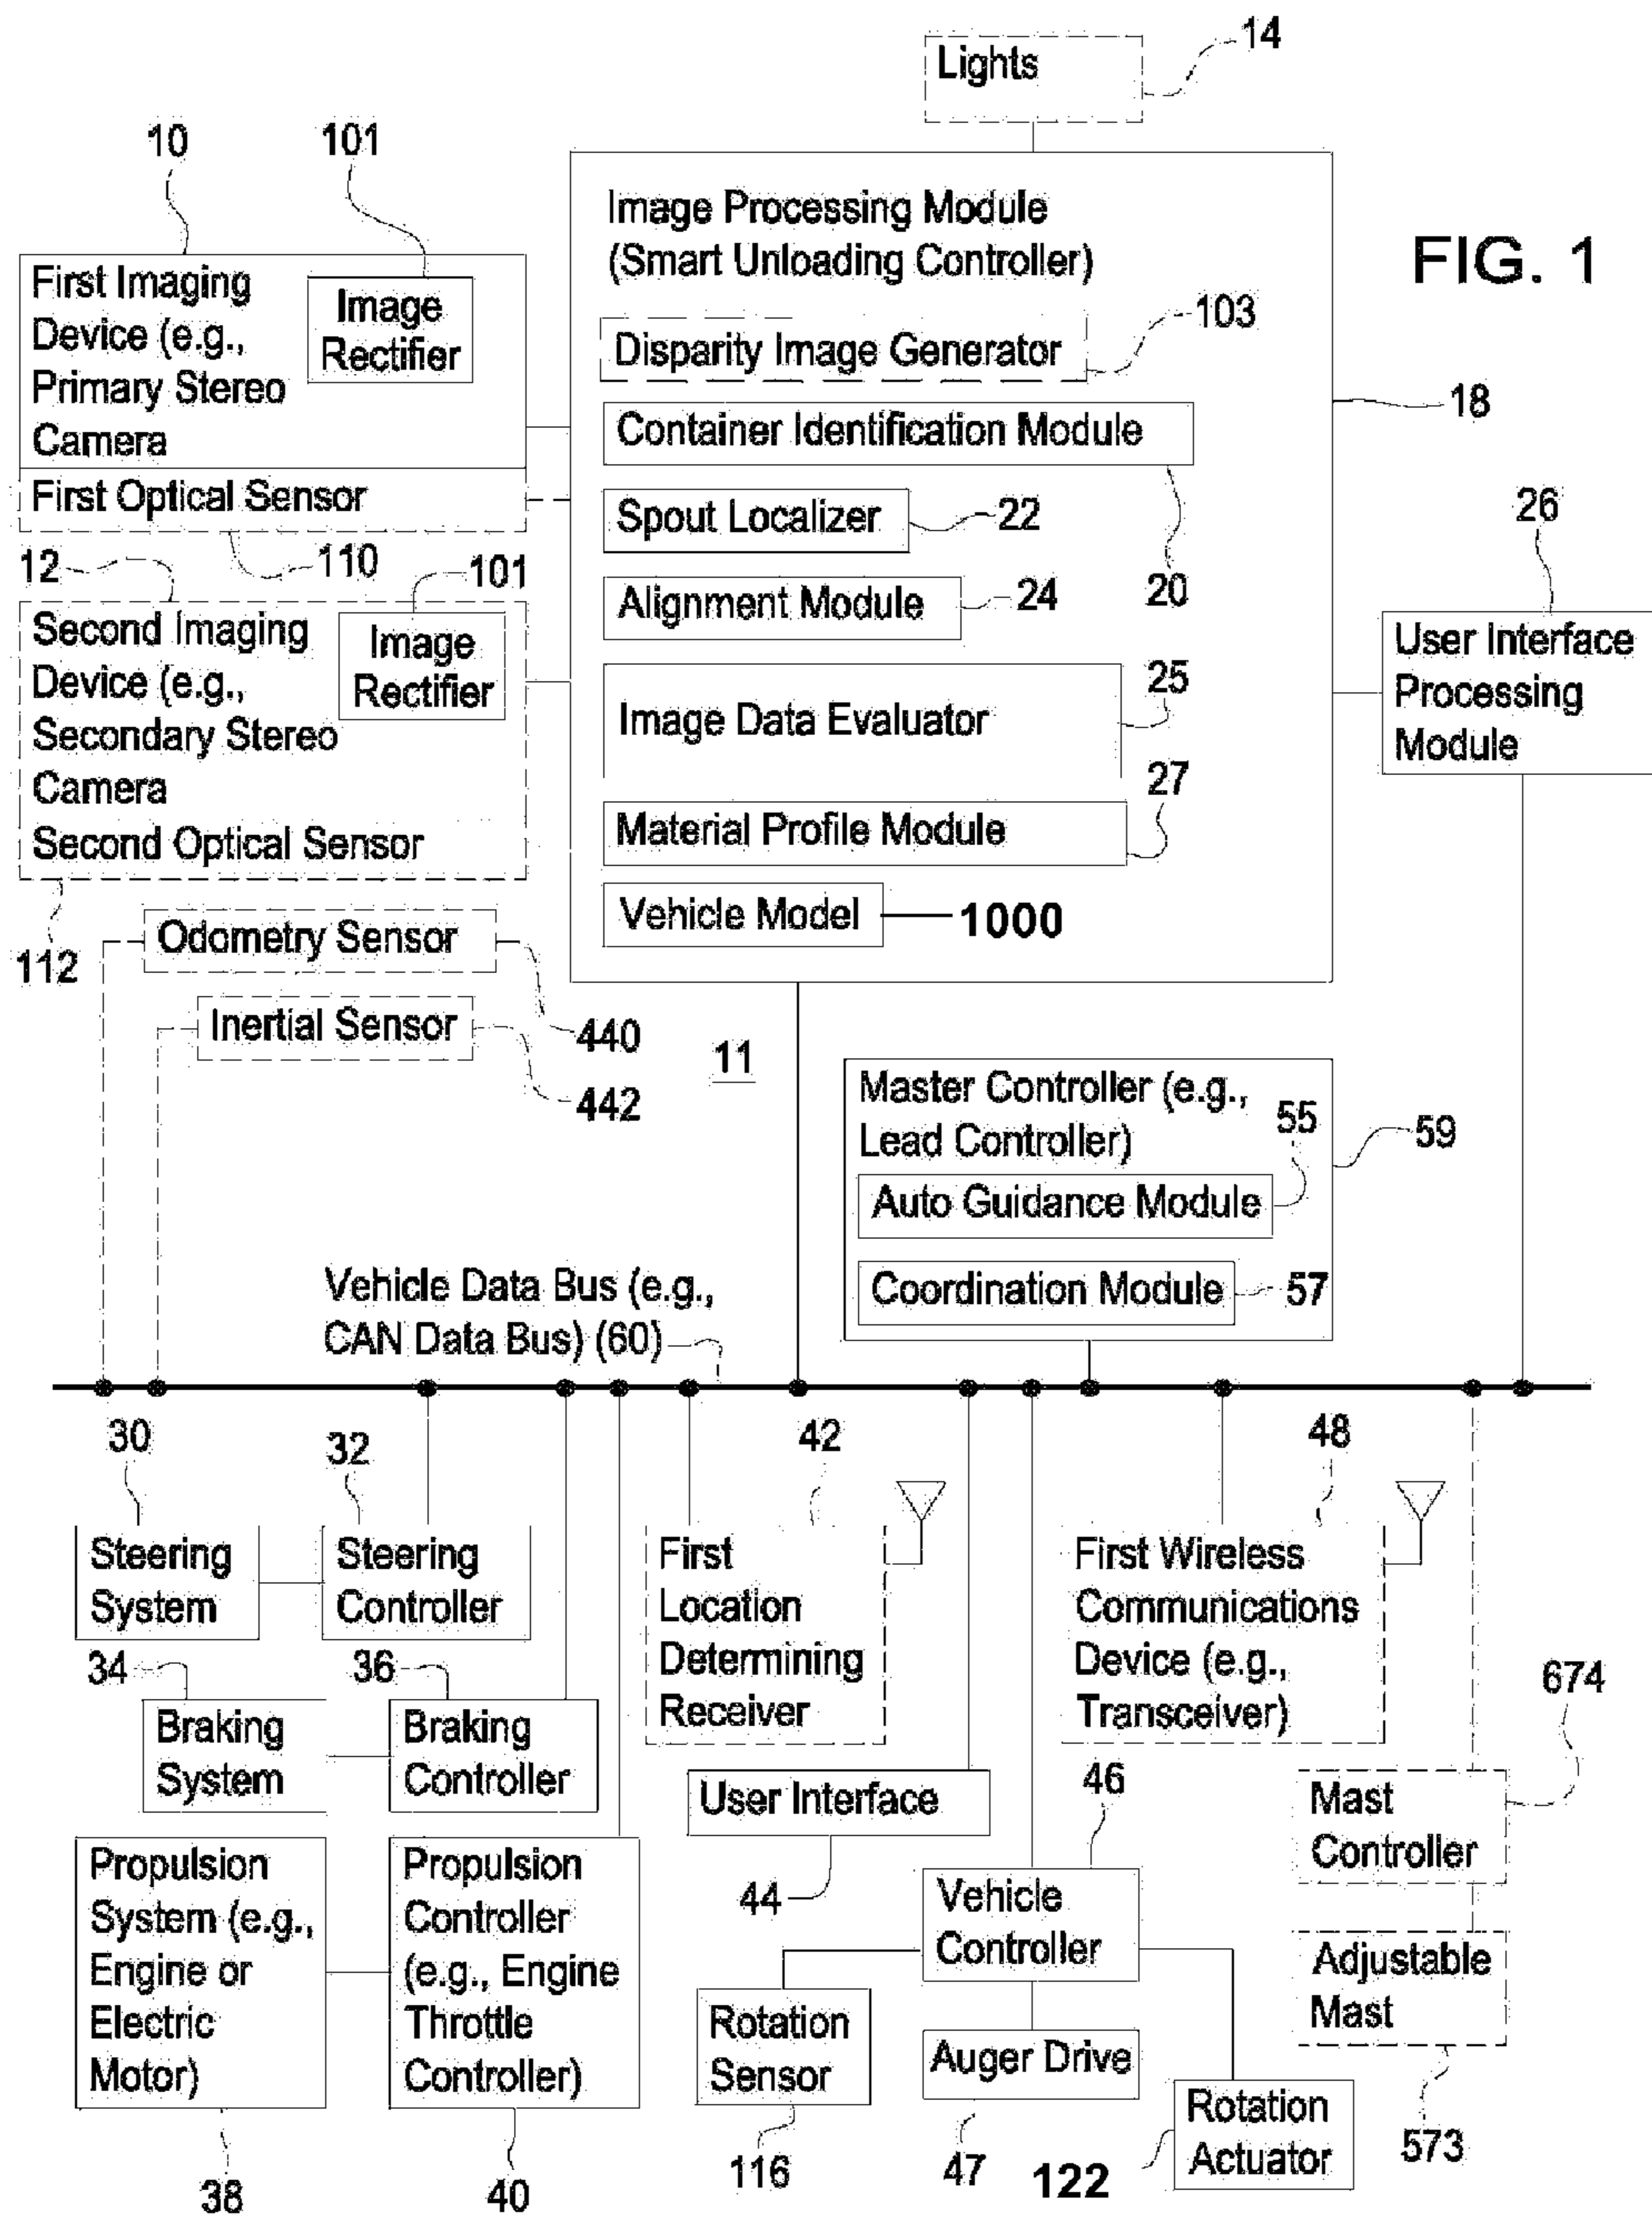 14
Lights
10
101
Image Processing Module
(Smart Unloading Controller)
FIG. 1
First Imaging
Device (e.g.,
Primary Stereo
Camera
Image
Rectifier
103
Disparity Image Generator
18
Container Identification Module
First Optical Sensor
Spout Localizer
22
26
12
110
101
20
Alignment Module
24
Second Imaging
Device (e.g.,
Secondary Stereo
Camera
Second Optical Sensor
Image
Rectifier
User Interface
Processing
Module
25
Image Data Evaluator
27
Material Profile Module
Vehicle Model
1000
112
Odometry Sensor
Inertial Sensor
440
442
11
Master Controller (e.g.,
Lead Controller)
55
59
Auto Guidance Module
Coordination Module
57
Vehicle Data Bus (e.g.,
CAN Data Bus) (60)
30
32
42
48
Steering
System
Steering
Controller
First
Location
Determining
Receiver
First Wireless
Communications
Device (e.g.,
Transceiver)
34
36
674
Braking
System
Braking
Controller
User Interface
46
Mast
Controller
Propulsion
System (e.g.,
Engine or
Electric
Motor)
Propulsion
Controller
(e.g., Engine
Throttle
Controller)
44
Vehicle
Controller
Adjustable
Mast
Rotation
Sensor
Auger Drive
Rotation
Actuator
573
38
40
116
47
122